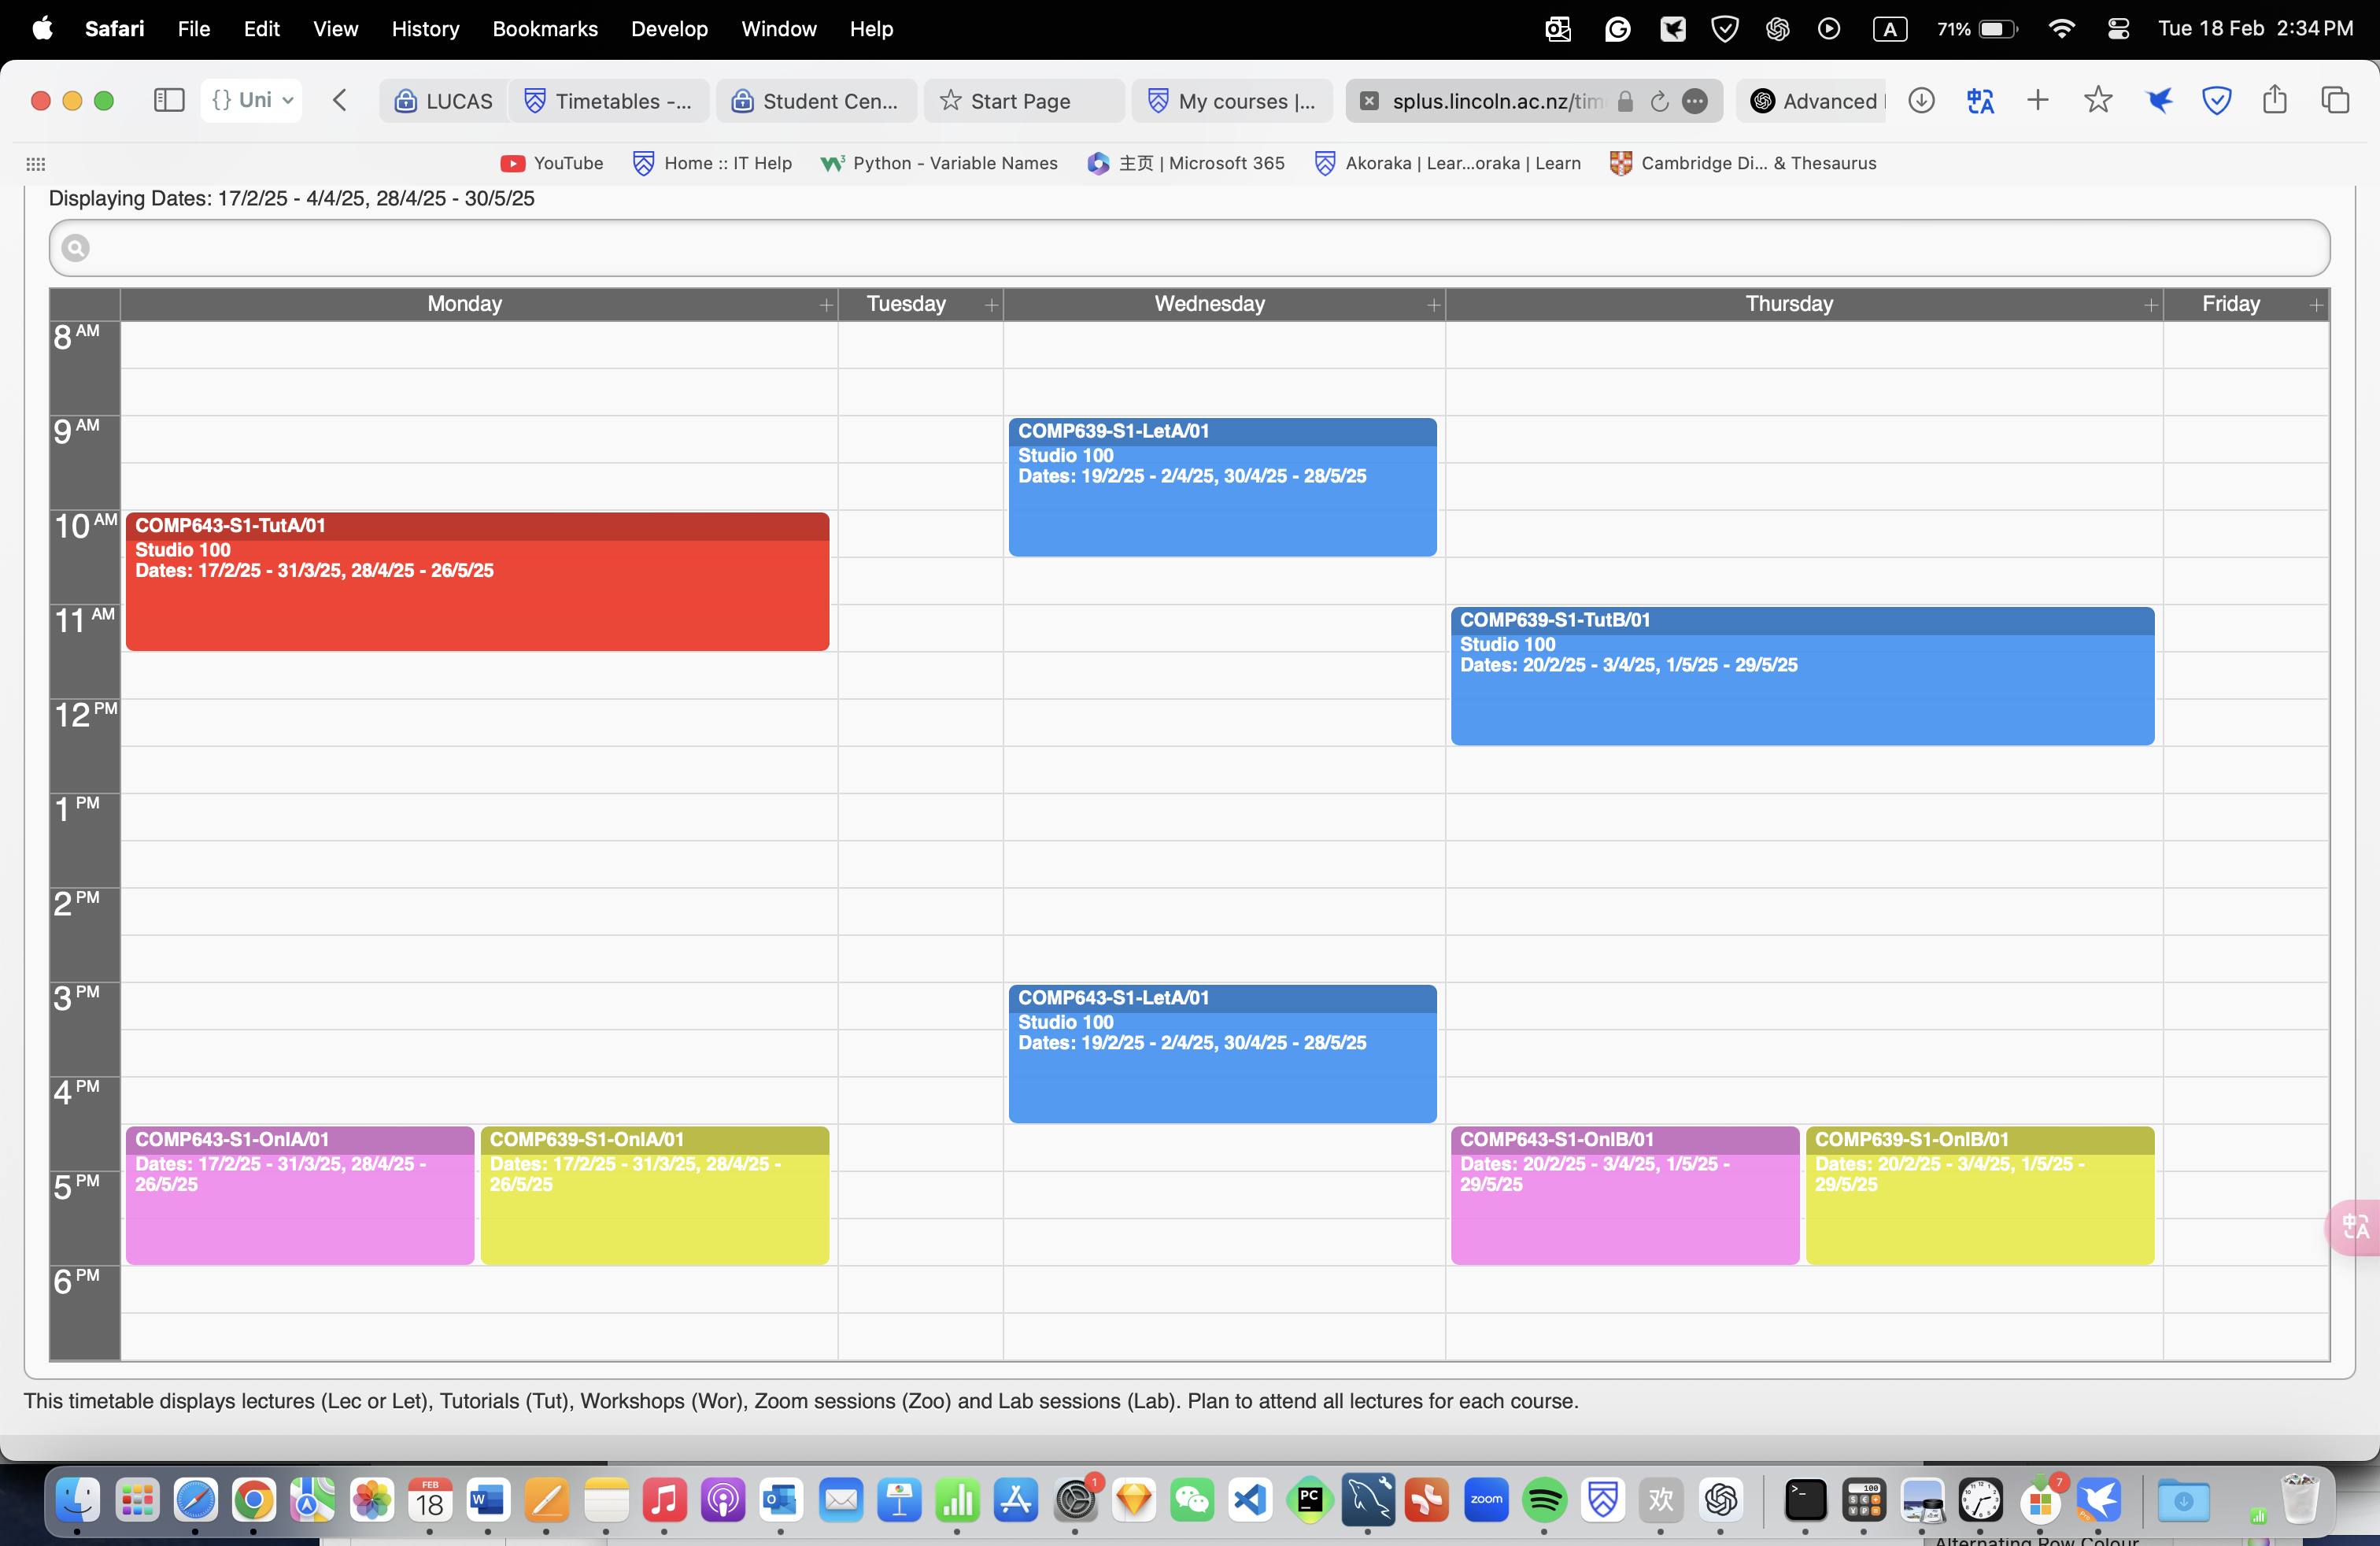 Safari File Edit View History Bookmarks Develop Window Help A 71% Tue 18 Feb 2:34 PM
{} Uni LUCAS Timetables -... Student Cen... Start Page My courses |... splus.lincoln.ac.nz/tim Advanced
YouTube Home :: IT Help Python - Variable Names 主页 | Microsoft 365 Akoraka | Lear...oraka | Learn Cambridge Di... & Thesaurus
Displaying Dates: 17/2/25 - 4/4/25, 28/4/25 - 30/5/25
Monday + Tuesday + Wednesday + Thursday + Friday +
8 AM
9 AM
COMP639-S1-LetA/01
Studio 100
Dates: 19/2/25 - 2/4/25, 30/4/25 - 28/5/25
10 AM
COMP643-S1-TutA/01
Studio 100
Dates: 17/2/25 - 31/3/25, 28/4/25 - 26/5/25
11 AM
COMP639-S1-TutB/01
Studio 100
Dates: 20/2/25 - 3/4/25, 1/5/25 - 29/5/25
12 PM
1 PM
2 PM
3 PM
COMP643-S1-LetA/01
Studio 100
Dates: 19/2/25 - 2/4/25, 30/4/25 - 28/5/25
4 PM
COMP643-S1-OnlA/01
Dates: 17/2/25 - 31/3/25, 28/4/25 -
26/5/25
COMP639-S1-OnlA/01
Dates: 17/2/25 - 31/3/25, 28/4/25 -
26/5/25
COMP643-S1-OnlB/01
Dates: 20/2/25 - 3/4/25, 1/5/25 -
29/5/25
COMP639-S1-OnlB/01
Dates: 20/2/25 - 3/4/25, 1/5/25 -
29/5/25
5 PM
6 PM
This timetable displays lectures (Lec or Let), Tutorials (Tut), Workshops (Wor), Zoom sessions (Zoo) and Lab sessions (Lab). Plan to attend all lectures for each course.
FEB
18
W
1
PC
zoom
欢
100
7
Alternating Row Colour